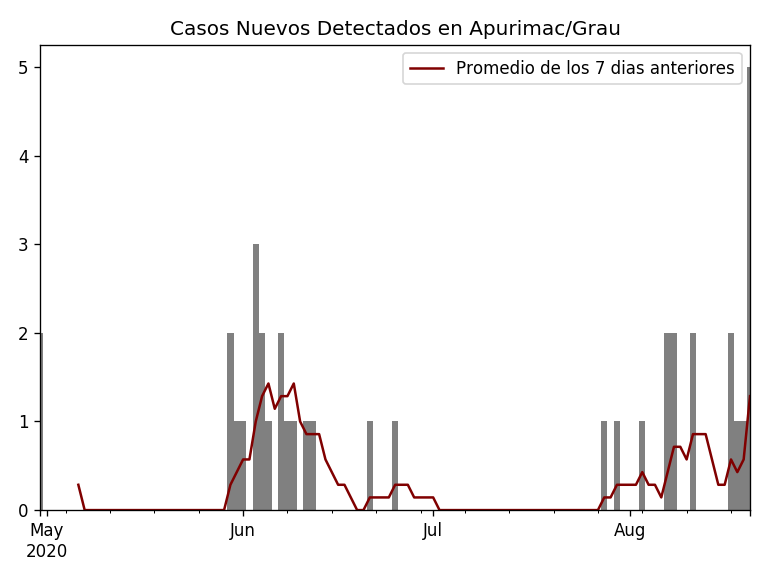 Casos Nuevos Detectados en Apurimac/Grau
Promedio de los 7 dias anteriores
5
4
3
2
1
0
May Jun Jul Aug
2020